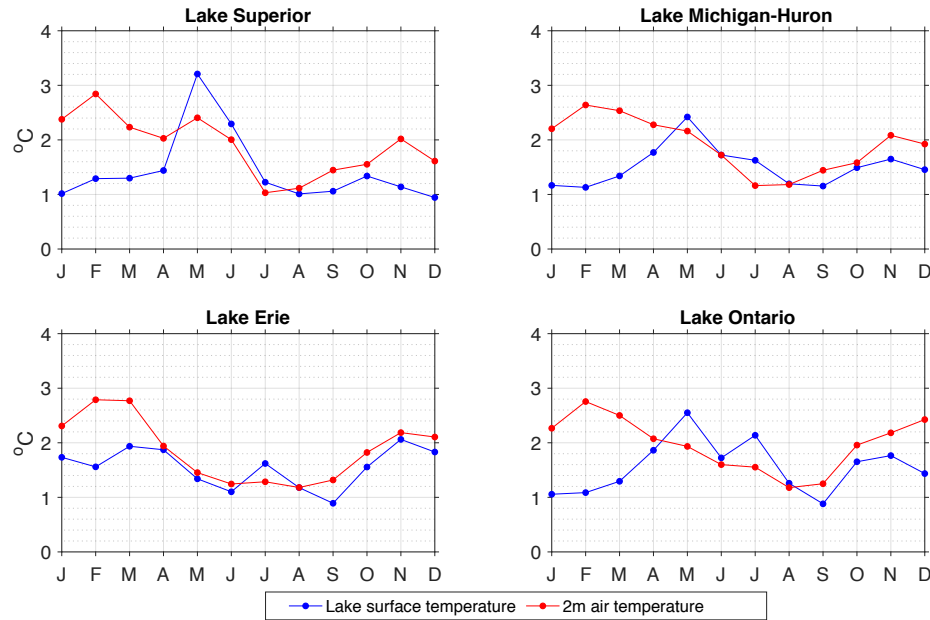 Lake Superior
Lake Michigan-Huron
4
3
2
1
0
°C
J F M A M J J A S O N D
4
3
2
1
0
J F M A M J J A S O N D
Lake Erie
Lake Ontario
4
3
2
1
0
°C
J F M A M J J A S O N D
4
3
2
1
0
J F M A M J J A S O N D
Lake surface temperature 2m air temperature